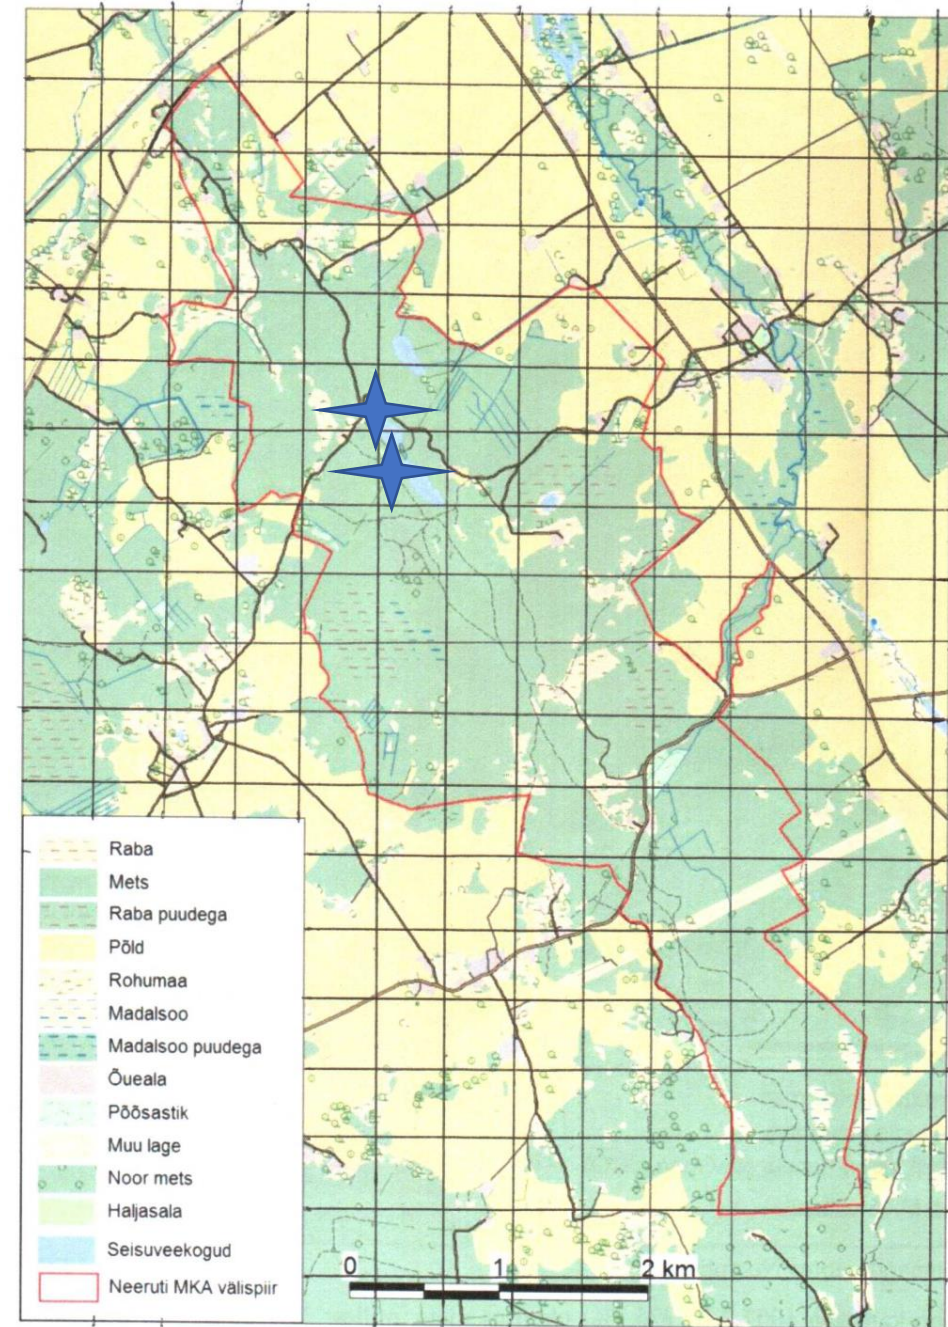 Raba
Mets
Raba puudega
Põld
Rohumaa
Madalsoo
Madalsoo puudega
Õueala
Põõsastik
Muu lage
Noor mets
Haljasala
Seisuveekogud
Neeruti MKA välispiir
0 1 2 km